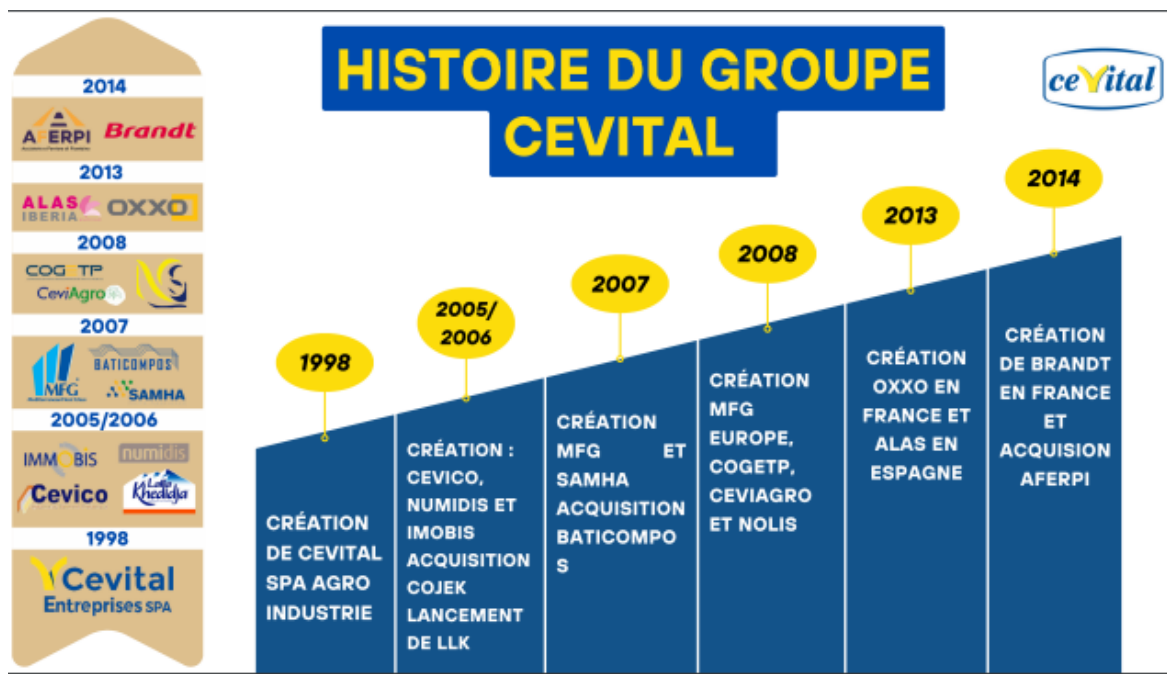 HISTOIRE DU GROUPE
CEVITAL
cevital
2014
AFERPI
Brandt
2013
ALAS
IBERIA
OXXO
2008
COGETP
CeviAgro
NS
2007
MFG
BATICOMPOS
SAMHA
2005/2006
IMMOBIS
numidis
Cevico
Lalla
Khedidja
1998
Cevital
Entreprises SPA
1998
CRÉATION
DE CEVITAL
SPA AGRO
INDUSTRIE
2005/
2006
CRÉATION :
CEVICO,
NUMIDIS ET
IMOBIS
ACQUISITION
COJEK
LANCEMENT
DE LLK
2007
CRÉATION
MFG ET
SAMHA
ACQUISITION
BATICOMPO
S
2008
CRÉATION
MFG
EUROPE,
COGETP,
CEVIAGRO
ET NOLIS
2013
CRÉATION
OXXO EN
FRANCE ET
ALAS EN
ESPAGNE
2014
CRÉATION
DE BRANDT
EN FRANCE
ET
ACQUISION
AFERPI